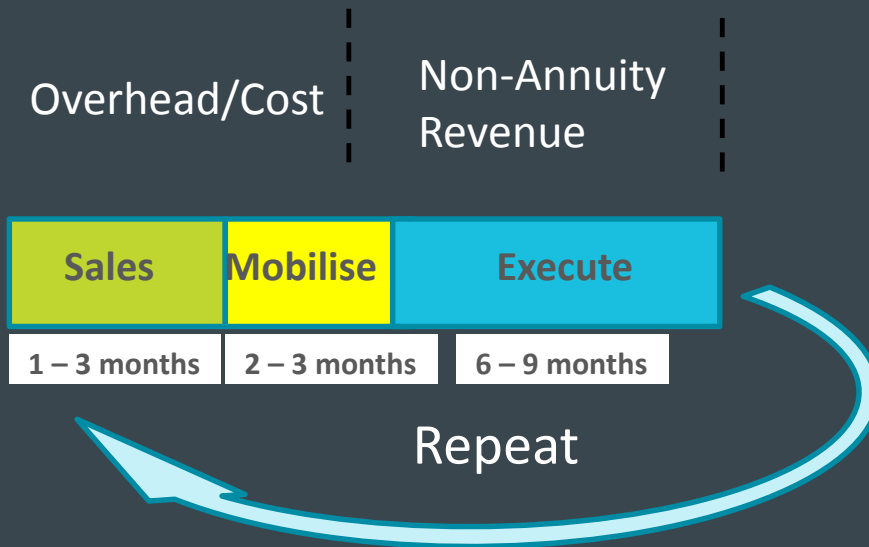 Overhead/Cost
Non-Annuity
Revenue
Sales
Mobilise
Execute
1 – 3 months
2 – 3 months
6 – 9 months
Repeat